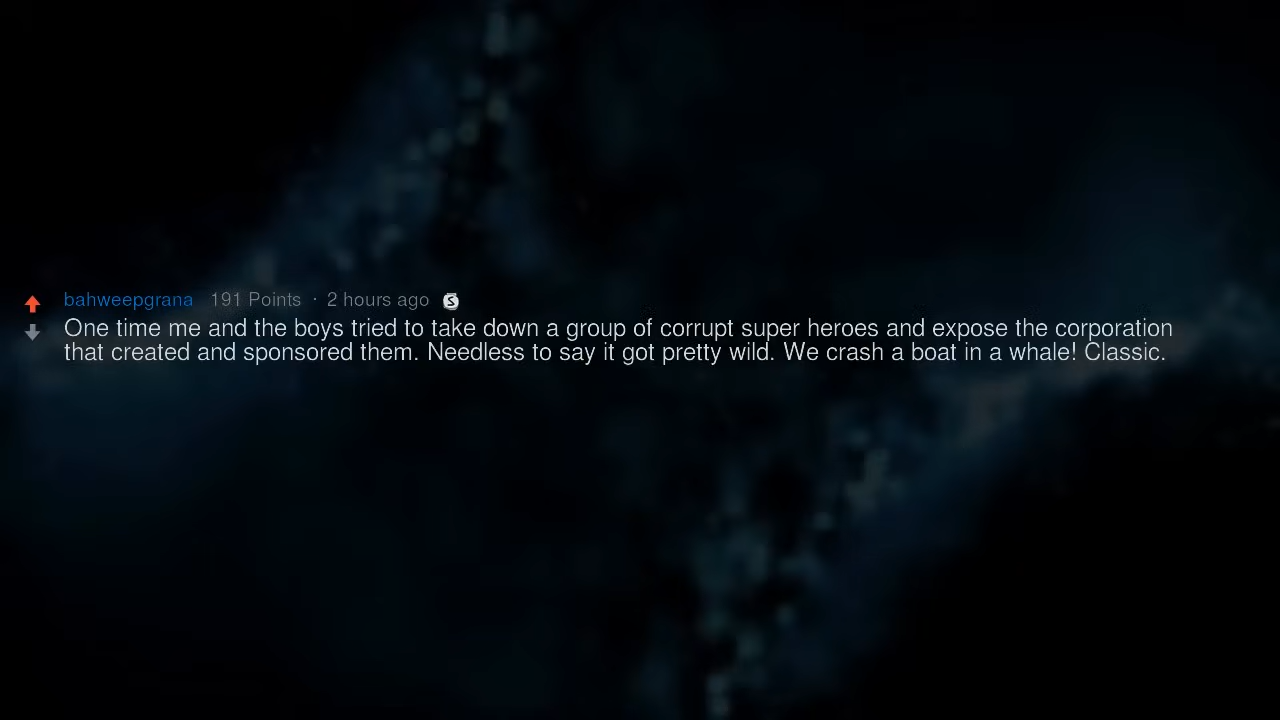 bahweepgrana 191 Points · 2 hours ago S
One time me and the boys tried to take down a group of corrupt super heroes and expose the corporation
that created and sponsored them. Needless to say it got pretty wild. We crash a boat in a whale! Classic.